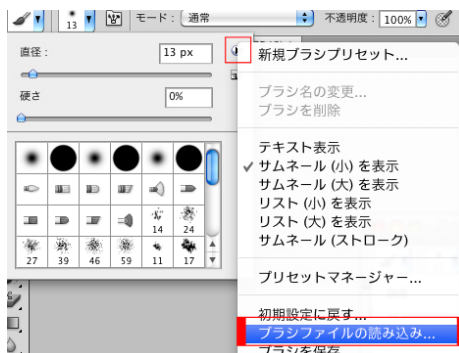 13
モード： 通常
不透明度： 100%
直径：
13 px
硬さ
0%
14
24
27
39
46
59
11
17
新規ブラシプリセット...
ブラシ名の変更...
ブラシを削除
テキスト表示
✓ サムネール (小) を表示
サムネール (大) を表示
リスト (小) を表示
リスト (大) を表示
サムネール (ストローク)
プリセットマネージャー...
初期設定に戻す...
ブラシファイルの読み込み...
ブラシを保存